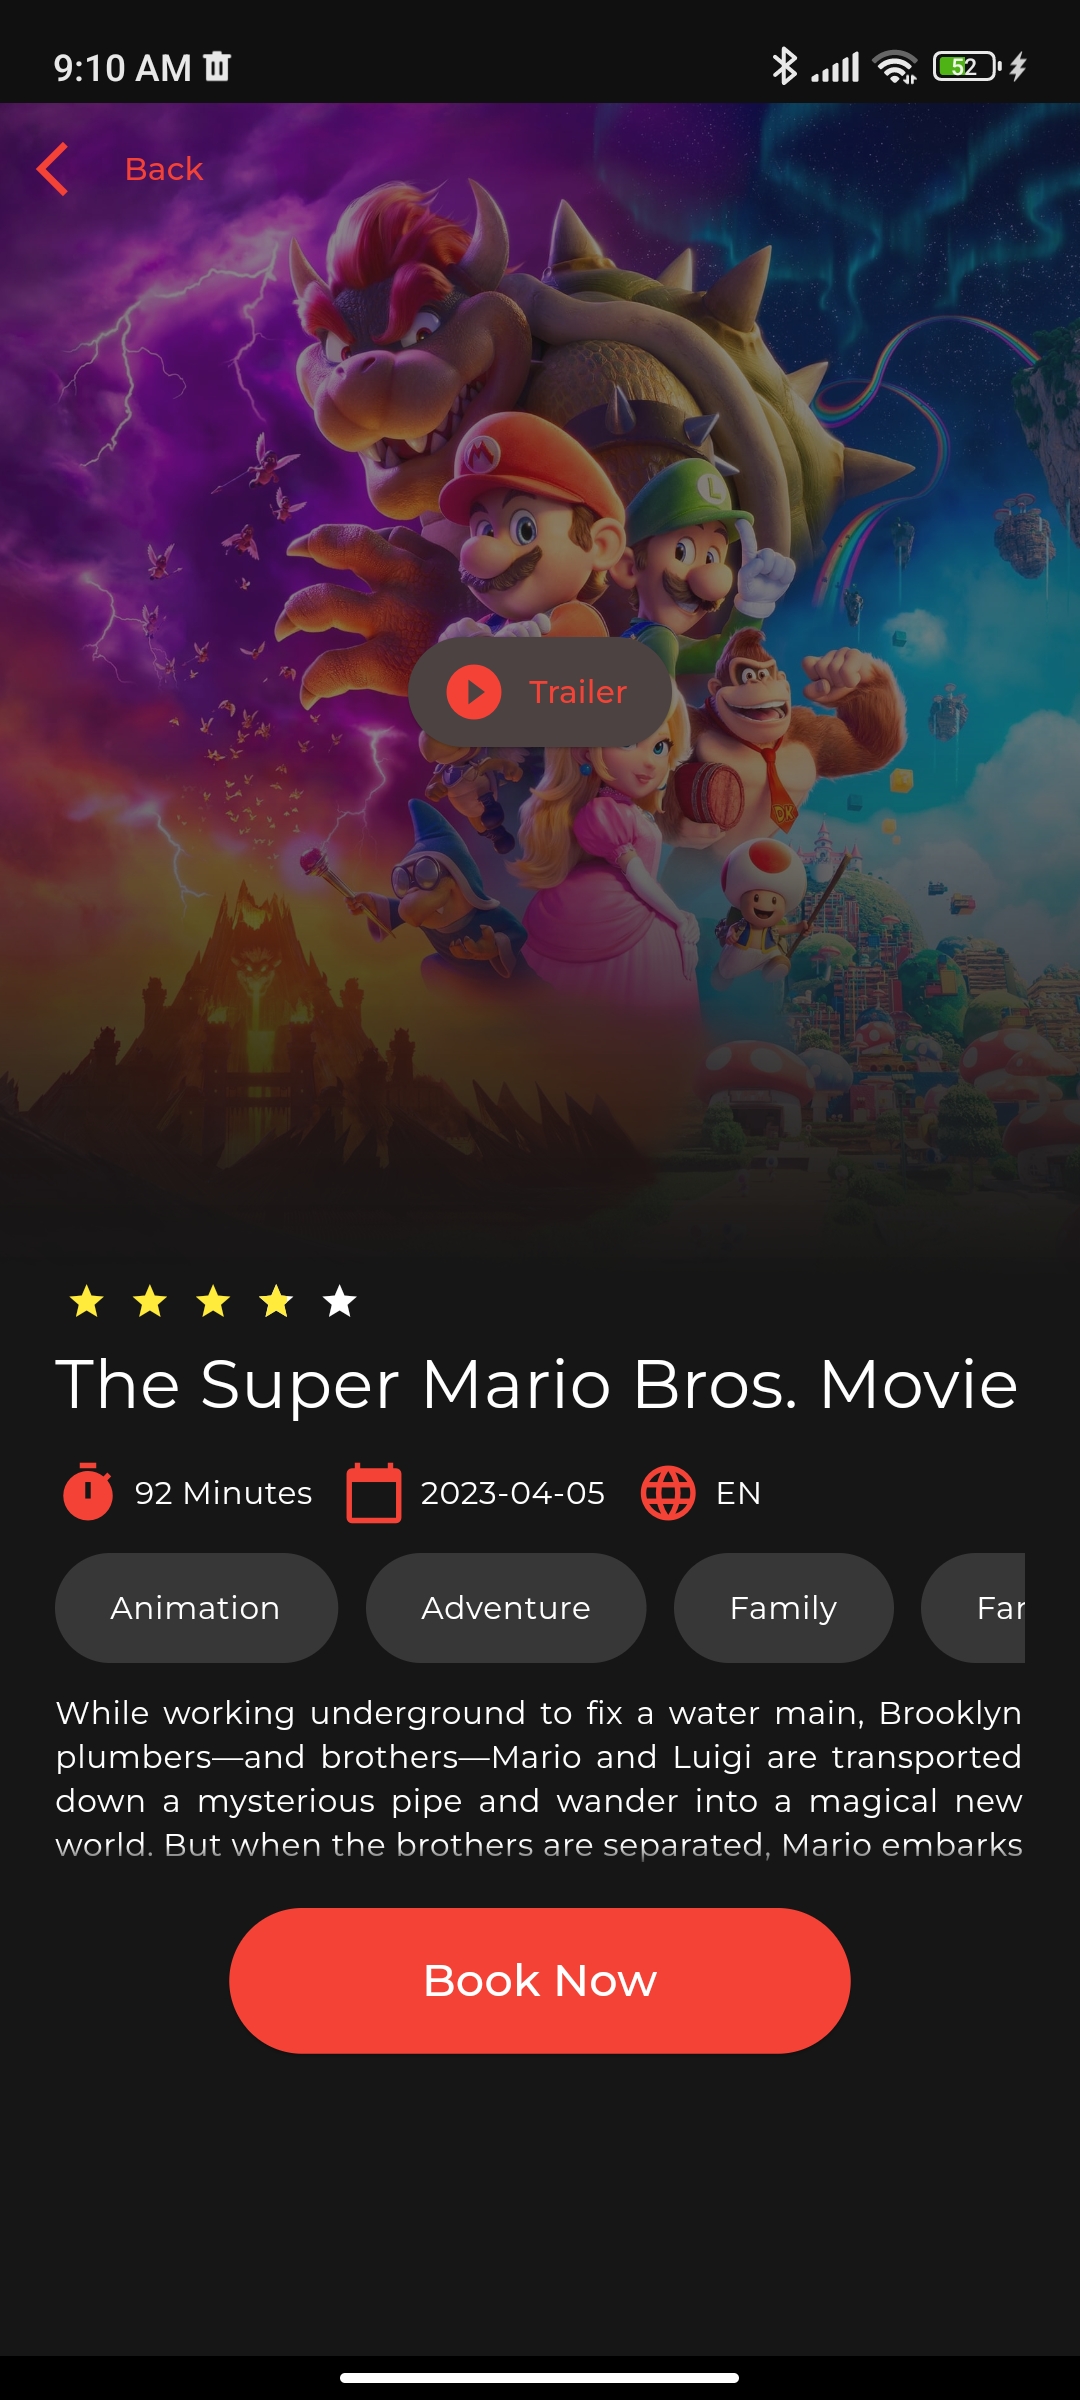 9:10 AM
52
Back
L
Trailer
DK
The Super Mario Bros. Movie
92 Minutes
2023-04-05
EN
Animation
Adventure
Family
While working underground to fix a water main, Brooklyn
plumbers—and brothers—Mario and Luigi are transported
down a mysterious pipe and wander into a magical new
world. But when the brothers are separated, Mario embarks
Book Now